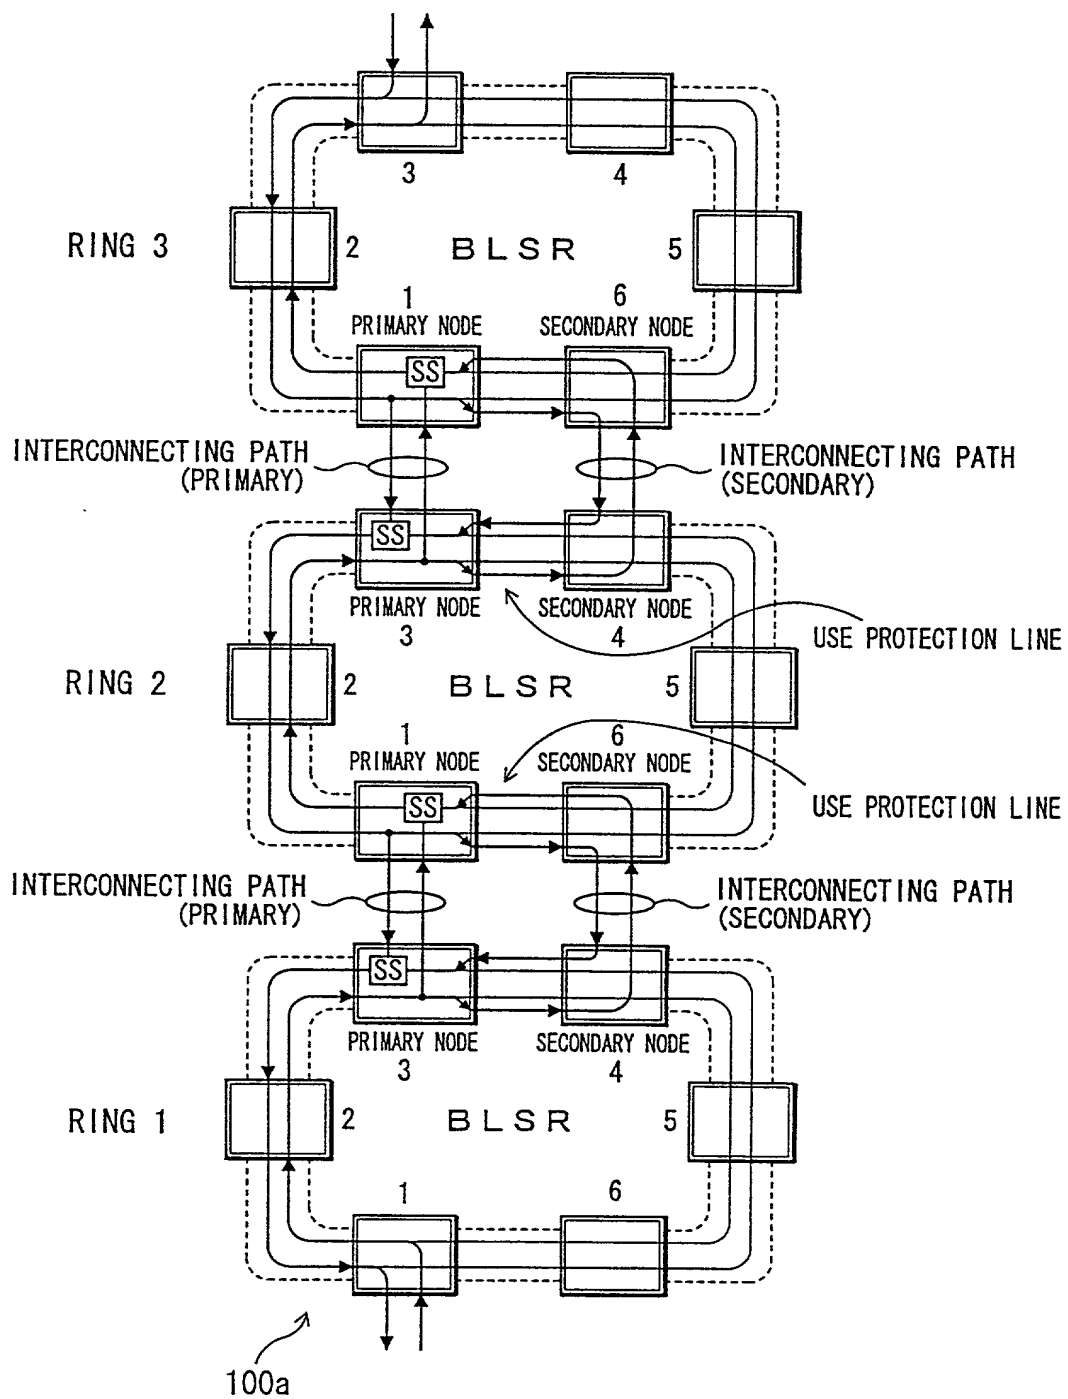 3
4
RING 3
2
BLSR
5
1
PRIMARY NODE
6
SECONDARY NODE
SS
INTERCONNECTING PATH
(PRIMARY)
INTERCONNECTING PATH
(SECONDARY)
SS
PRIMARY NODE
3
SECONDARY NODE
4
USE PROTECTION LINE
RING 2
2
BLSR
5
1
PRIMARY NODE
6
SECONDARY NODE
USE PROTECTION LINE
SS
INTERCONNECTING PATH
(PRIMARY)
INTERCONNECTING PATH
(SECONDARY)
SS
PRIMARY NODE
3
SECONDARY NODE
4
RING 1
2
BLSR
5
1
6
100a